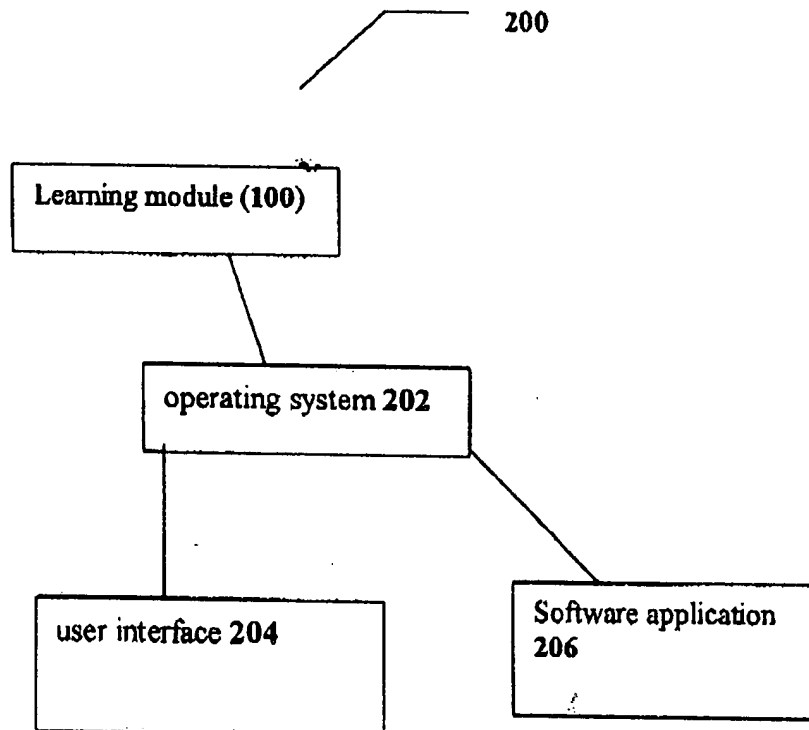 200
Learning module (100)
operating system 202
user interface 204
Software application
206